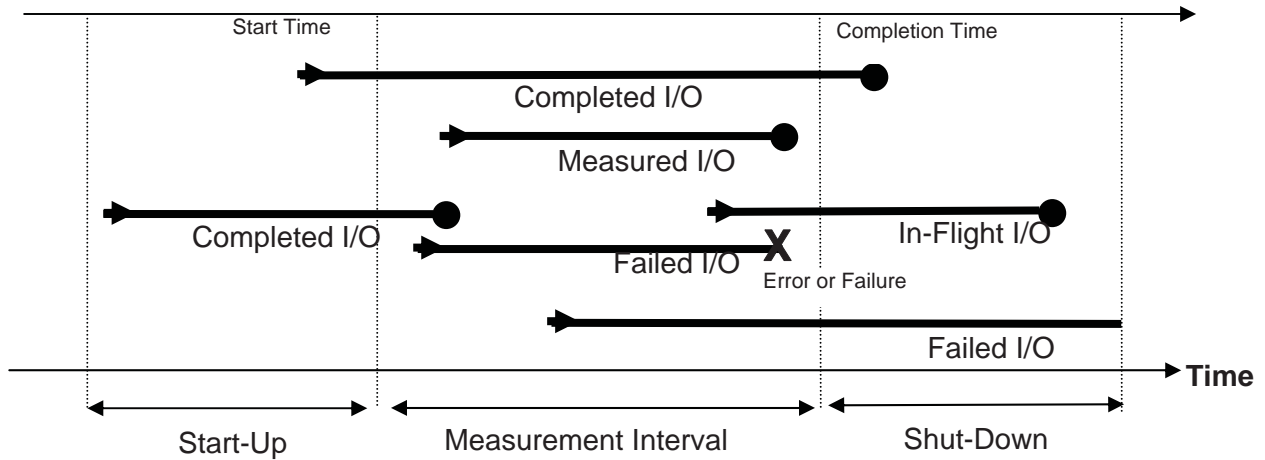 Start Time
Completion Time
Completed I/O
Measured I/O
Completed I/O
In-Flight I/O
Failed I/O
X
Error or Failure
Failed I/O
Time
Start-Up
Measurement Interval
Shut-Down